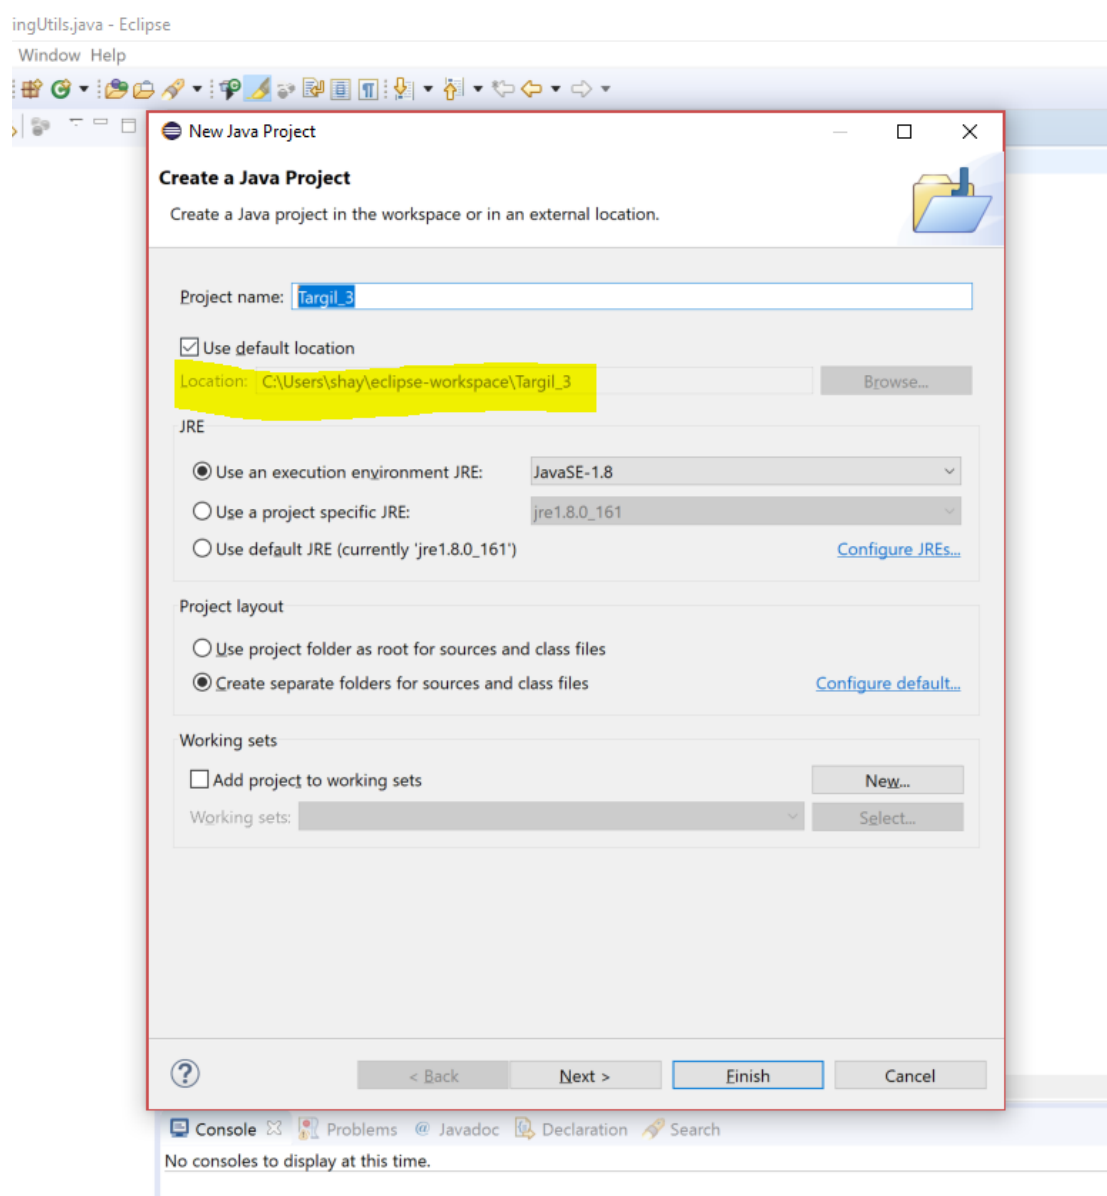 ingUtils.java - Eclipse
Window Help
New Java Project
Create a Java Project
Create a Java project in the workspace or in an external location.
Project name: Targil_3
Use default location
Location: C:\Users\shay\eclipse-workspace\Targil_3 Browse...
JRE
Use an execution environment JRE: JavaSE-1.8
Use a project specific JRE: jre1.8.0_161
Use default JRE (currently 'jre1.8.0_161') Configure JREs...
Project layout
Use project folder as root for sources and class files
Create separate folders for sources and class files Configure default...
Working sets
Add project to working sets New...
Working sets: Select...
< Back Next > Finish Cancel
Console Problems @ Javadoc Declaration Search
No consoles to display at this time.